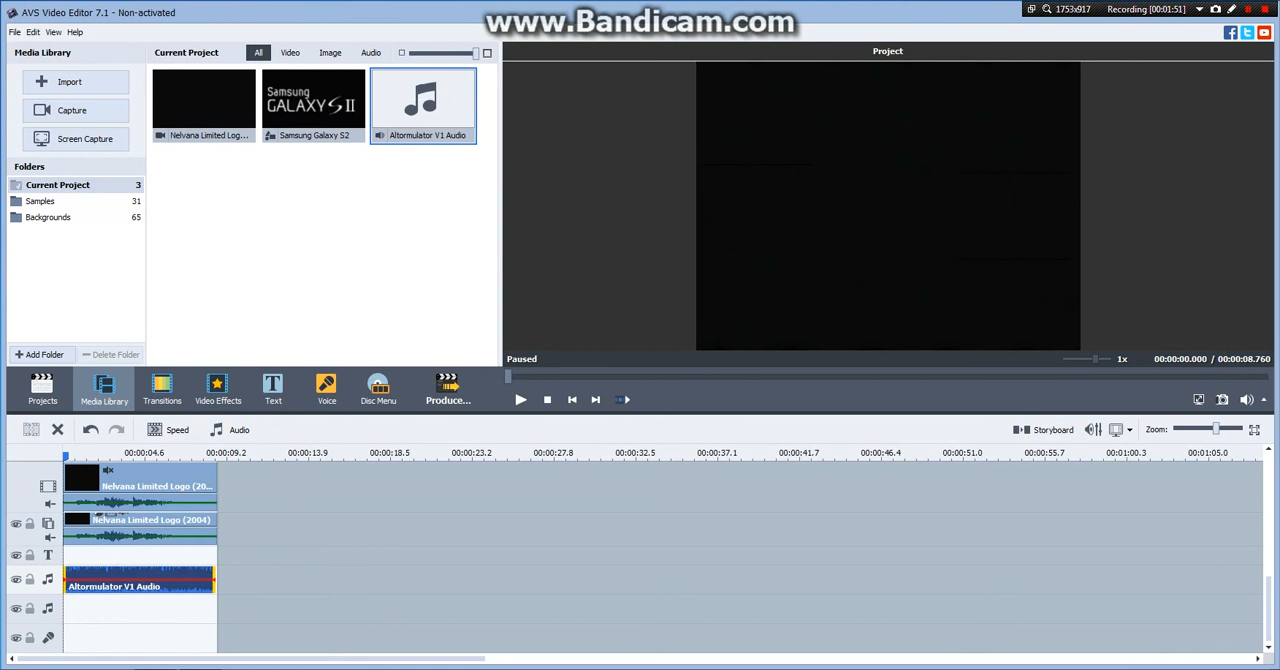 AVS Video Editor 7.1 - Non-activated
www.Bandicam.com
1753x917 Recording [00:01:51]
File Edit View Help
Media Library
Current Project All Video Image Audio
Project
Import
Capture
Screen Capture
Samsung
GALAXY S II
Nelvana Limited Log... Samsung Galaxy S2 Altormulator V1 Audio
Folders
Current Project 3
Samples 31
Backgrounds 65
Add Folder Delete Folder
Paused 1x 00:00:00.000 / 00:00:08.760
Projects Media Library Transitions Video Effects Text Voice Disc Menu Produce...
Speed Audio Storyboard Zoom:
00:00:04.6 00:00:09.2 00:00:13.9 00:00:18.5 00:00:23.2 00:00:27.8 00:00:32.5 00:00:37.1 00:00:41.7 00:00:46.4 00:00:51.0 00:00:55.7 00:01:00.3 00:01:05.0
Nelvana Limited Logo (20...
Nelvana Limited Logo (2004)
T
Altormulator V1 Audio